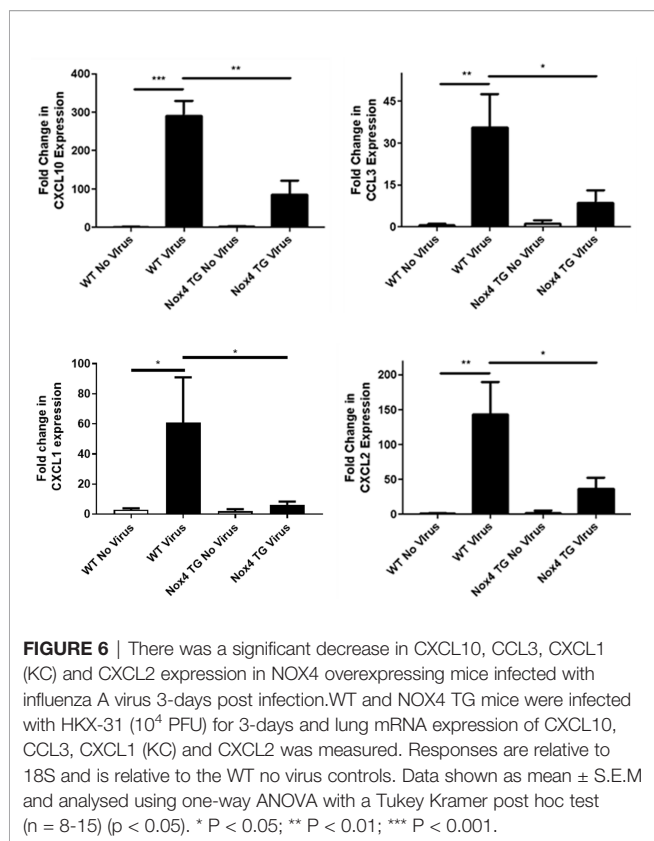 ***
**
400
300
200
100
0
Fold Change in
CXCL10 Expression
WT No Virus
WT Virus
Nox4 TG No Virus
Nox4 TG Virus
**
*
45
30
15
0
Fold Change in
CCL3 Expression
WT No Virus
WT Virus
Nox4 TG No Virus
Nox4 TG Virus
*
*
100
80
60
40
20
0
Fold change in
CXCL1 expression
WT No Virus
WT Virus
Nox4 TG No Virus
Nox4 TG Virus
**
*
200
150
100
50
0
Fold Change in
CXCL2 Expression
WT No Virus
WT Virus
Nox4 TG No Virus
Nox4 TG Virus
FIGURE 6 | There was a significant decrease in CXCL10, CCL3, CXCL1
(KC) and CXCL2 expression in NOX4 overexpressing mice infected with
influenza A virus 3-days post infection.WT and NOX4 TG mice were infected
with HKX-31 (10⁴ PFU) for 3-days and lung mRNA expression of CXCL10,
CCL3, CXCL1 (KC) and CXCL2 was measured. Responses are relative to
18S and is relative to the WT no virus controls. Data shown as mean ± S.E.M
and analysed using one-way ANOVA with a Tukey Kramer post hoc test
(n = 8-15) (p < 0.05). * P < 0.05; ** P < 0.01; *** P < 0.001.